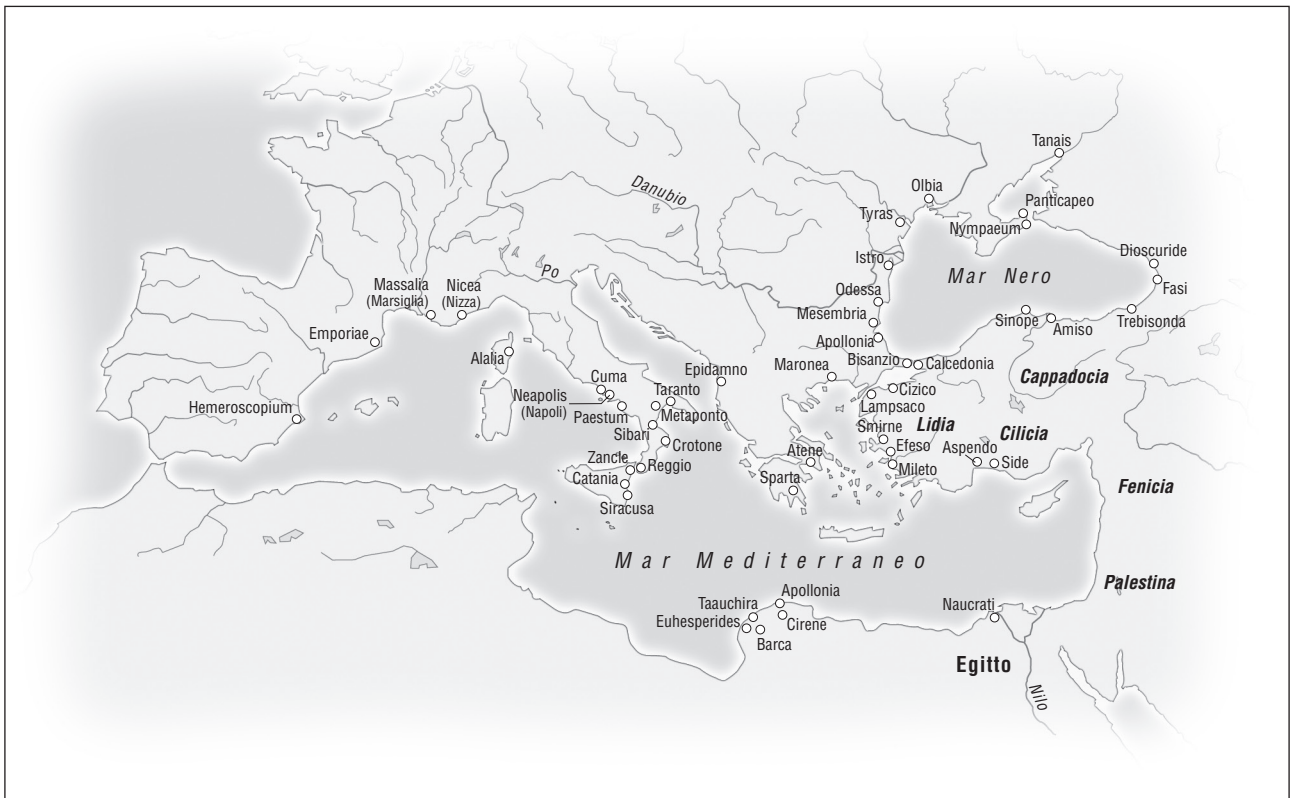 Tanais
Olbia
Panticapeo
Tyras
Nympaeum
Danubio
Dioscuride
Istro
Mar Nero
Po
Fasi
Massalia
(Marsiglia)
Nicea
(Nizza)
Odessa
Mesembria
Sinope
Amiso
Trebisonda
Emporiae
Apollonia
Alalia
Bisanzio
Calcedonia
Maronea
Epidamno
Cappadocia
Cuma
Cizico
Neapolis
(Napoli)
Taranto
Lampsaco
Hemeroscopium
Paestum
Metaponto
Lidia
Smirne
Sibari
Cilicia
Crotone
Efeso
Aspendo
Atene
Zancle
Reggio
Side
Mileto
Catania
Sparta
Fenicia
Siracusa
Mar Mediterraneo
Palestina
Apollonia
Taauchira
Naucrati
Euhesperides
Cirene
Barca
Egitto
Nilo